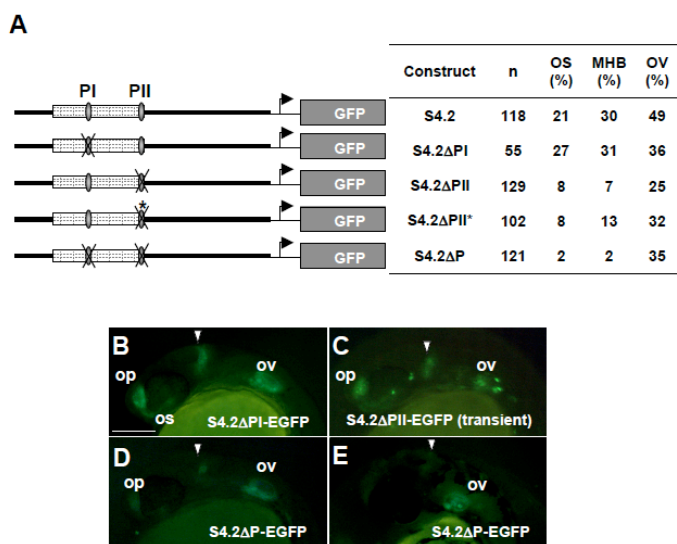 A
PI PII
GFP
GFP
GFP
*
GFP
GFP
Construct n OS (%) MHB (%) OV (%)
S4.2 118 21 30 49
S4.2ΔPI 55 27 31 36
S4.2ΔPII 129 8 7 25
S4.2ΔPII* 102 8 13 32
S4.2ΔP 121 2 2 35
B
op
ov
os
S4.2ΔPI-EGFP
C
op
ov
S4.2ΔPII-EGFP (transient)
D
op
ov
S4.2ΔP-EGFP
E
ov
S4.2ΔP-EGFP